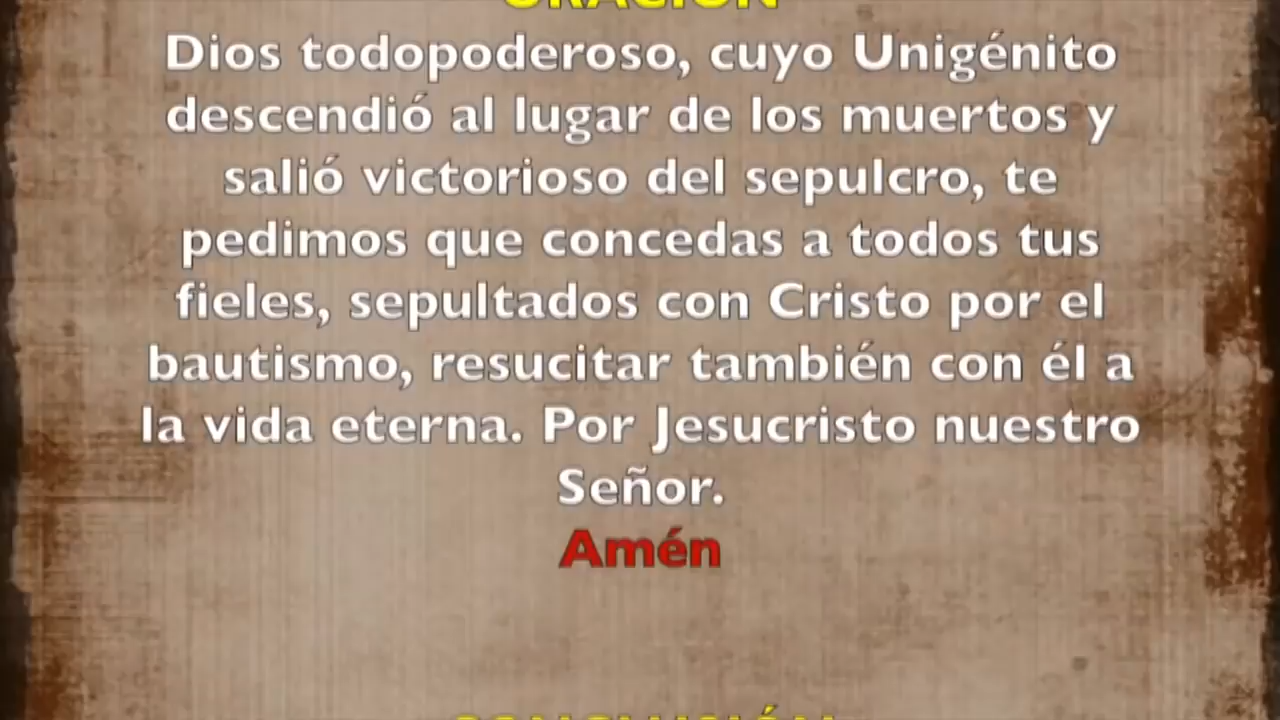 ORACIÓN
Dios todopoderoso, cuyo Unigénito
descendió al lugar de los muertos y
salió victorioso del sepulcro, te
pedimos que concedas a todos tus
fieles, sepultados con Cristo por el
bautismo, resucitar también con él a
la vida eterna. Por Jesucristo nuestro
Señor.
Amén
CONCLUSIÓN